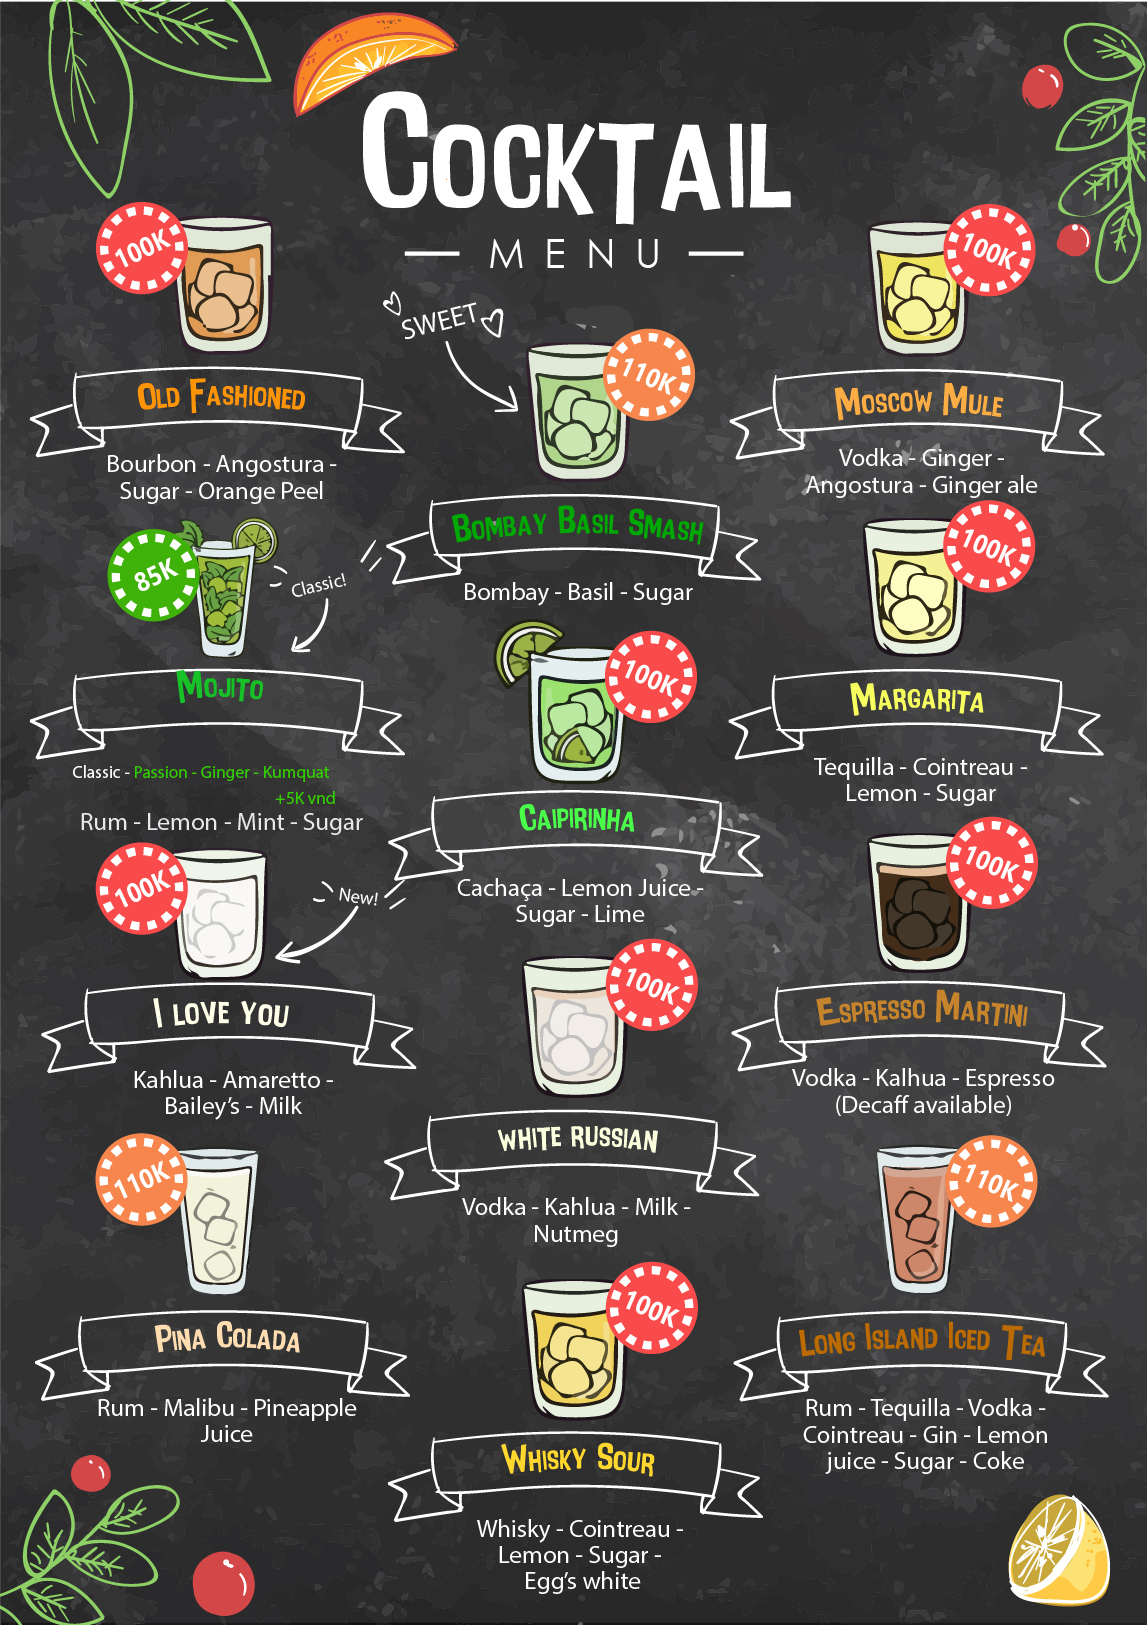 COCKTAIL
MENU
100K
OLD FASHIONED
Bourbon - Angostura -
Sugar - Orange Peel
SWEET
110K
BOMBAY BASIL SMASH
Bombay - Basil - Sugar
100K
MOSCOW MULE
Vodka - Ginger -
Angostura - Ginger ale
85K
Classic!
MOJITO
Classic - Passion - Ginger - Kumquat
+5K vnd
Rum - Lemon - Mint - Sugar
100K
CAIPIRINHA
Cachaça - Lemon Juice -
Sugar - Lime
100K
MARGARITA
Tequilla - Cointreau -
Lemon - Sugar
100K
New!
I LOVE YOU
Kahlua - Amaretto -
Bailey's - Milk
100K
WHITE RUSSIAN
Vodka - Kahlua - Milk -
Nutmeg
100K
ESPRESSO MARTINI
Vodka - Kalhua - Espresso
(Decaff available)
110K
PINA COLADA
Rum - Malibu - Pineapple
Juice
100K
WHISKY SOUR
Whisky - Cointreau -
Lemon - Sugar -
Egg's white
110K
LONG ISLAND ICED TEA
Rum - Tequilla - Vodka -
Cointreau - Gin - Lemon
juice - Sugar - Coke